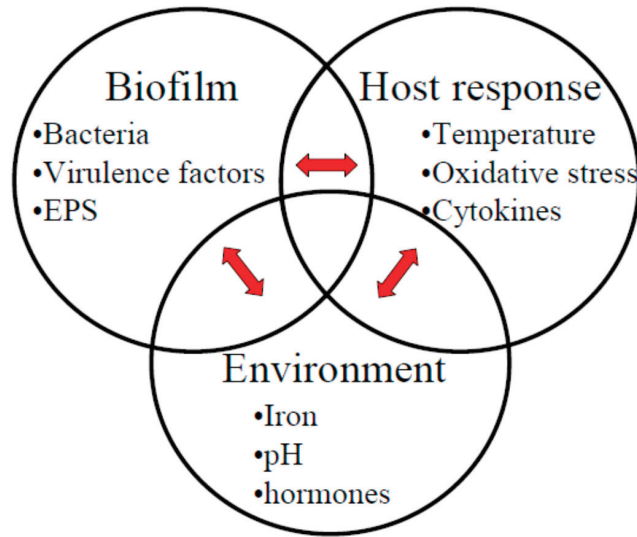 Biofilm
•Bacteria
•Virulence factors
•EPS
Host response
•Temperature
•Oxidative stress
•Cytokines
Environment
•Iron
•pH
•hormones